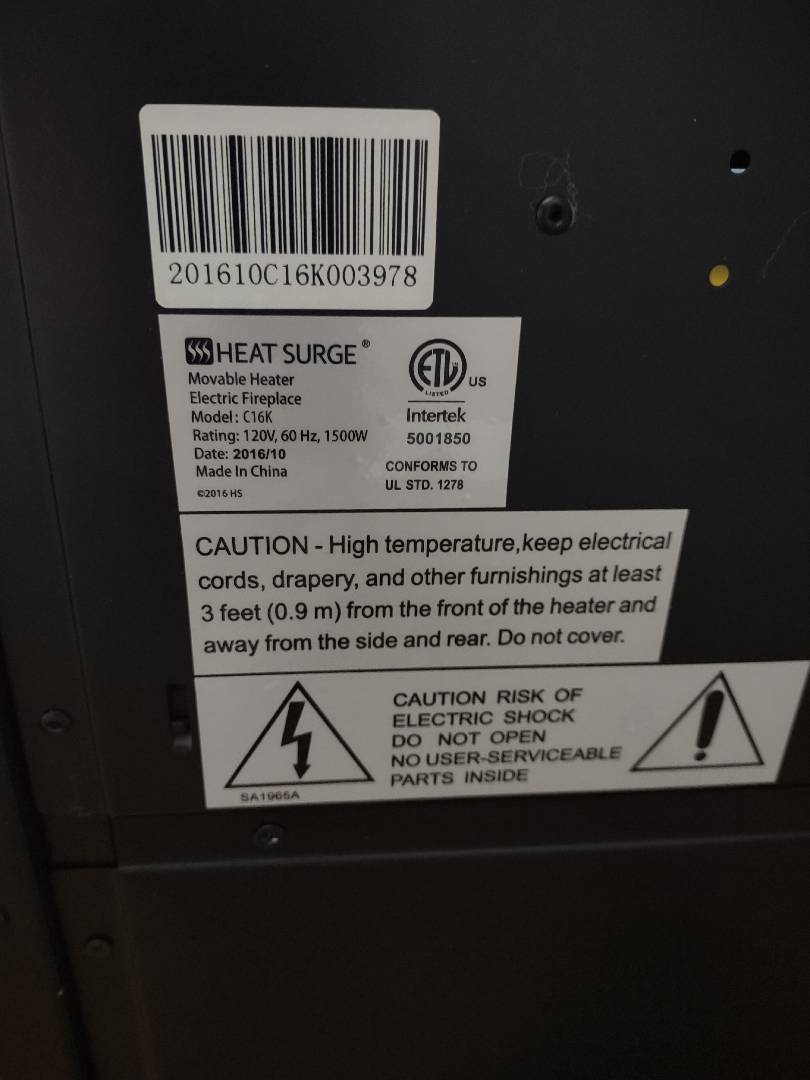 201610C16K003978
HEAT SURGE®
Movable Heater
Electric Fireplace
Model: C16K
Rating: 120V, 60 Hz, 1500W
Date: 2016/10
Made In China
©2016 HS
ETL
LISTED
US
Intertek
5001850
CONFORMS TO
UL STD. 1278
CAUTION - High temperature,keep electrical
cords, drapery, and other furnishings at least
3 feet (0.9 m) from the front of the heater and
away from the side and rear. Do not cover.
CAUTION RISK OF
ELECTRIC SHOCK
DO NOT OPEN
NO USER-SERVICEABLE
PARTS INSIDE
SA1965A